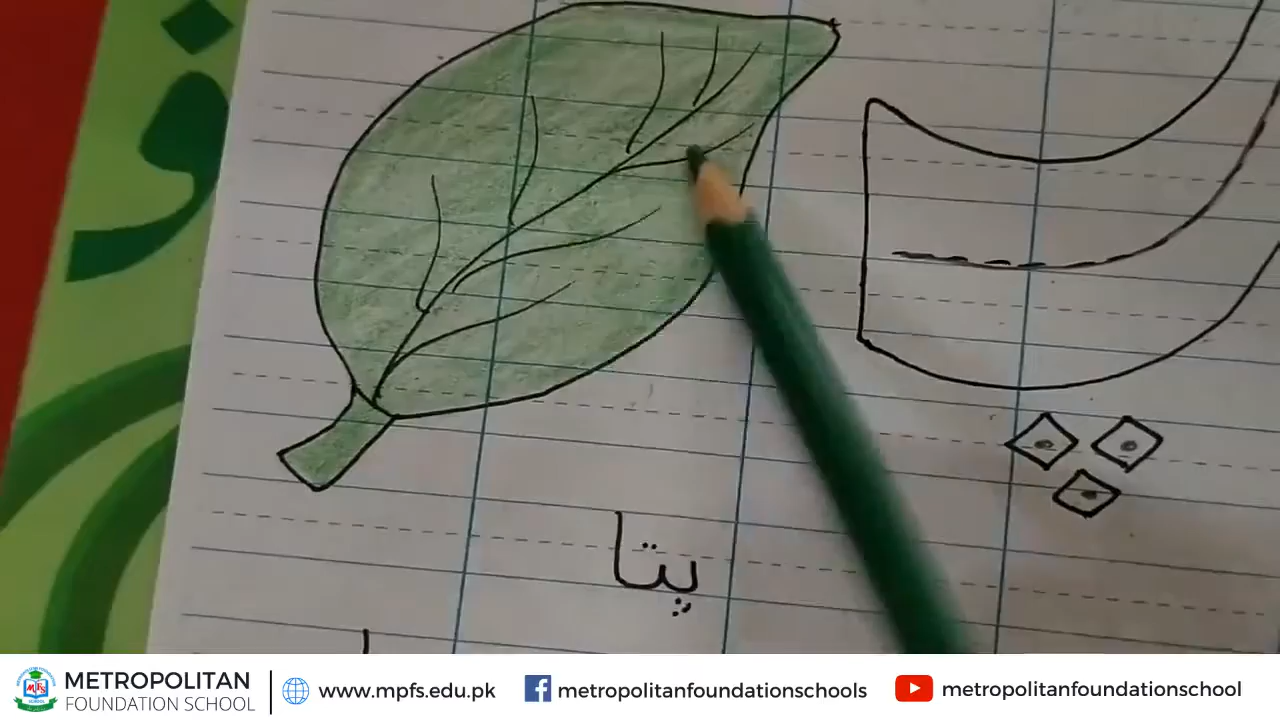 پتا
METROPOLITAN
FOUNDATION SCHOOL
www.mpfs.edu.pk
metropolitanfoundationschools
metropolitanfoundationschool